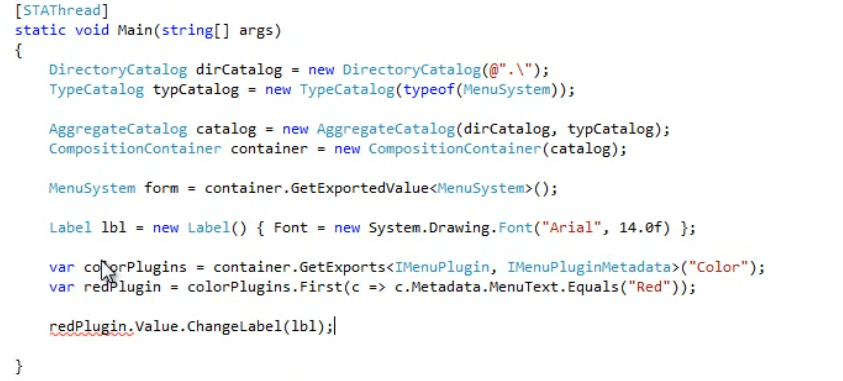 [STAThread]
static void Main(string[] args)
{
    DirectoryCatalog dirCatalog = new DirectoryCatalog(@".\");
    TypeCatalog typCatalog = new TypeCatalog(typeof(MenuSystem));

    AggregateCatalog catalog = new AggregateCatalog(dirCatalog, typCatalog);
    CompositionContainer container = new CompositionContainer(catalog);

    MenuSystem form = container.GetExportedValue<MenuSystem>();

    Label lbl = new Label() { Font = new System.Drawing.Font("Arial", 14.0f) };

    var colorPlugins = container.GetExports<IMenuPlugin, IMenuPluginMetadata>("Color");
    var redPlugin = colorPlugins.First(c => c.Metadata.MenuText.Equals("Red"));

    redPlugin.Value.ChangeLabel(lbl);

}